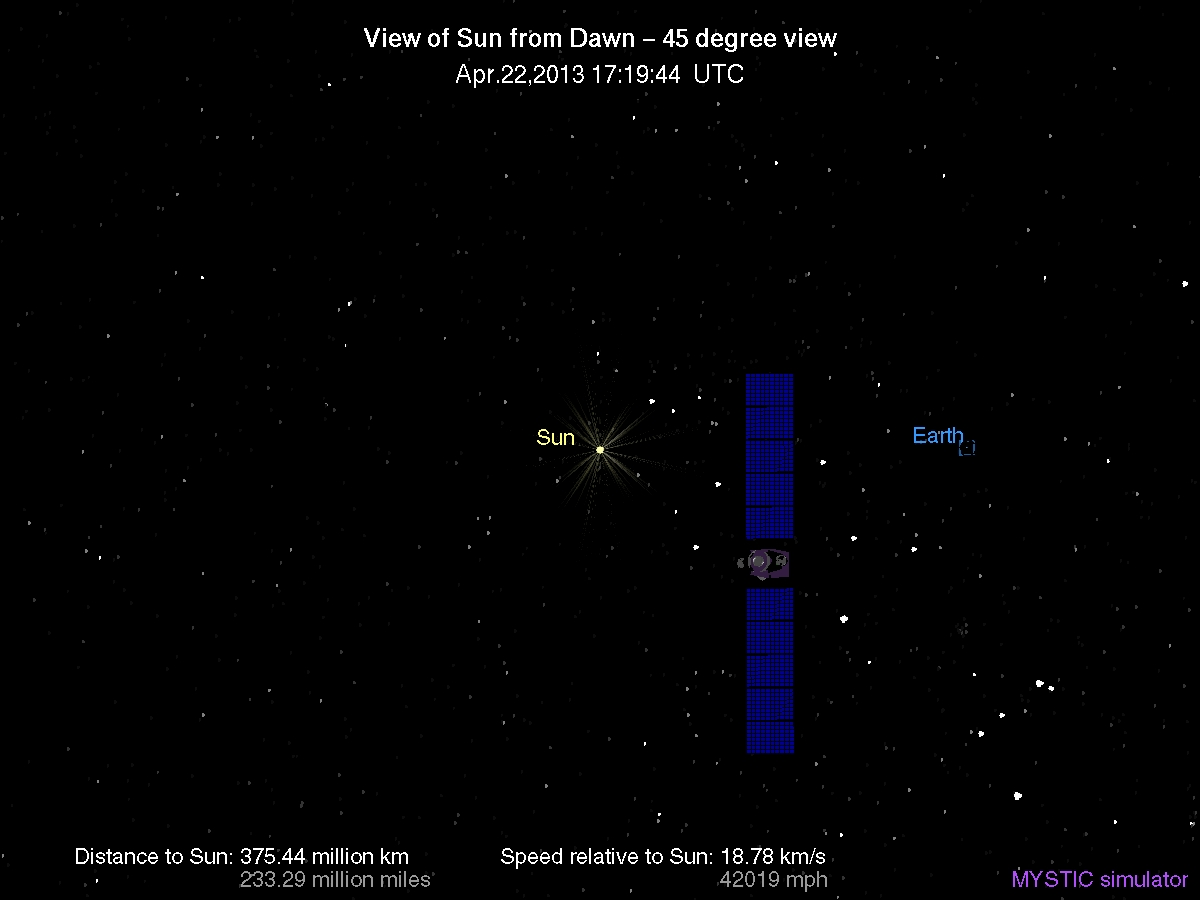 View of Sun from Dawn – 45 degree view
Apr.22,2013 17:19:44 UTC
Sun
Earth
Distance to Sun: 375.44 million km
233.29 million miles
Speed relative to Sun: 18.78 km/s
42019 mph
MYSTIC simulator